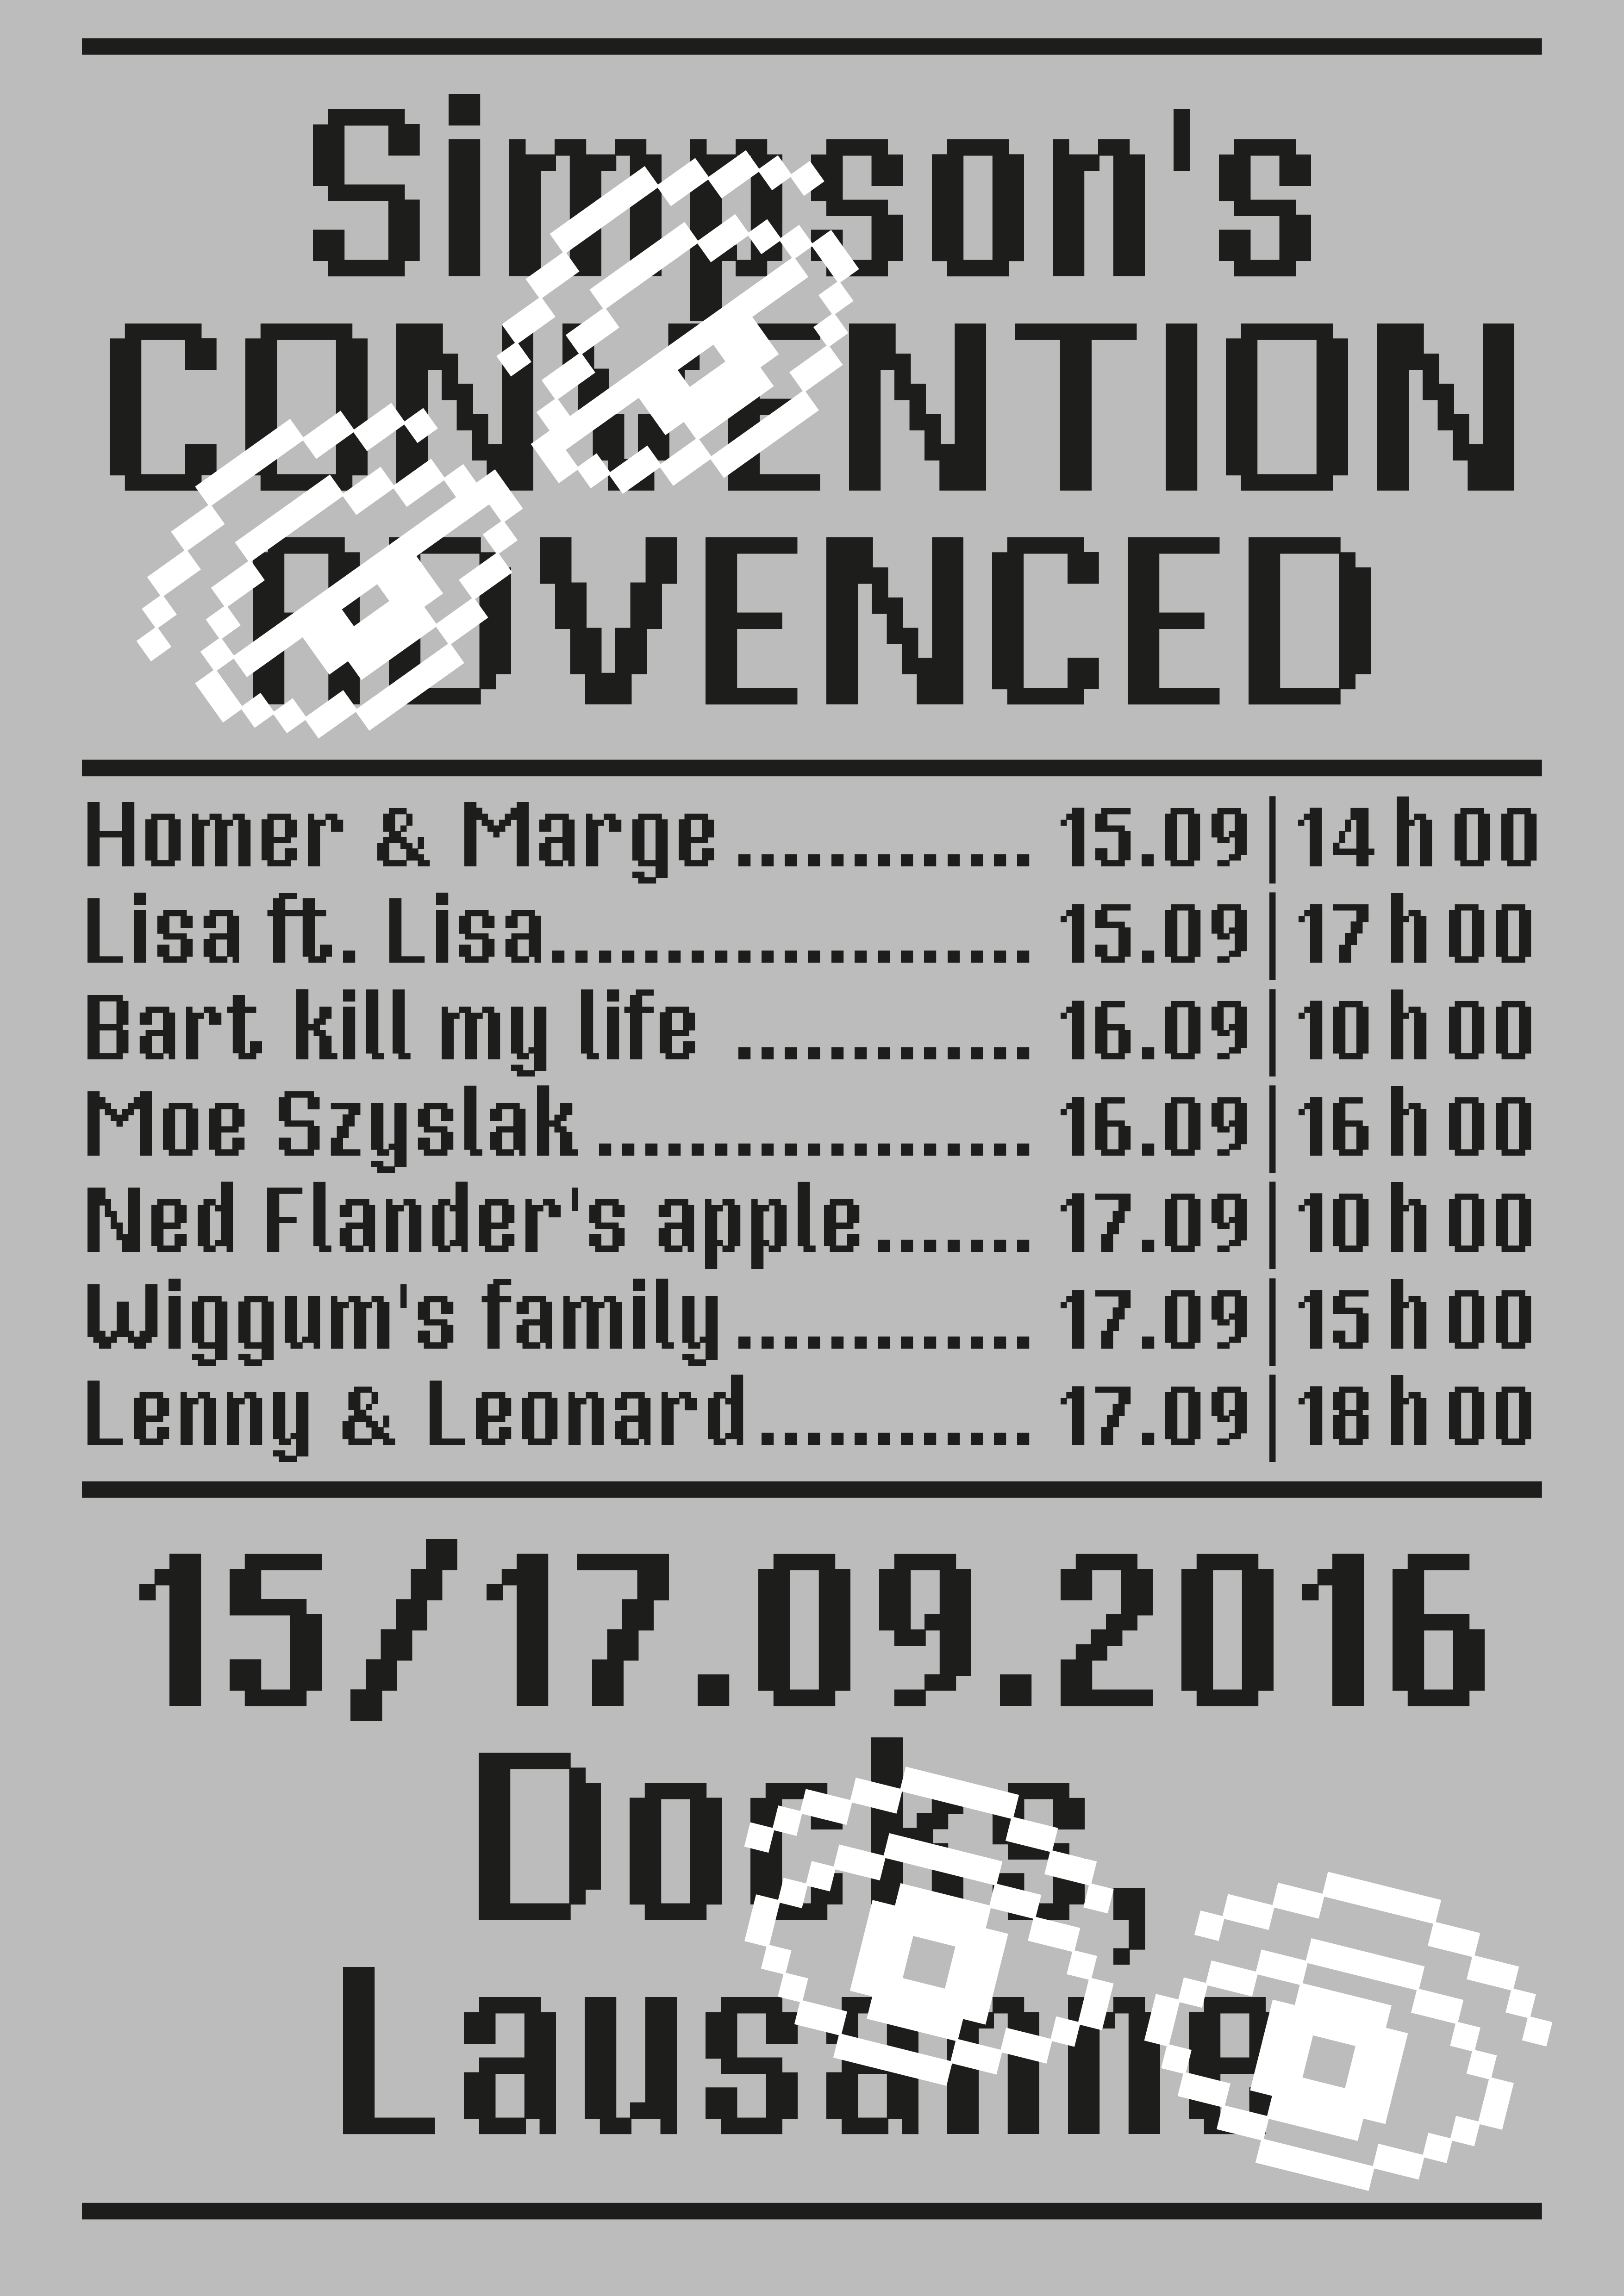 Simpson's
CONVENTION
ADVENCED
Homer & Marge ............. 15.09|14 h 00
Lisa ft. Lisa..................... 15.09|17 h 00
Bart kill my life ............. 16.09|10 h 00
Moe Szyslak ................... 16.09|16 h 00
Ned Flander's apple ....... 17.09|10 h 00
Wiggum's family ............. 17.09|15 h 00
Lenny & Leonard............ 17.09|18 h 00
15/17.09.2016
Docks,
Lausanne